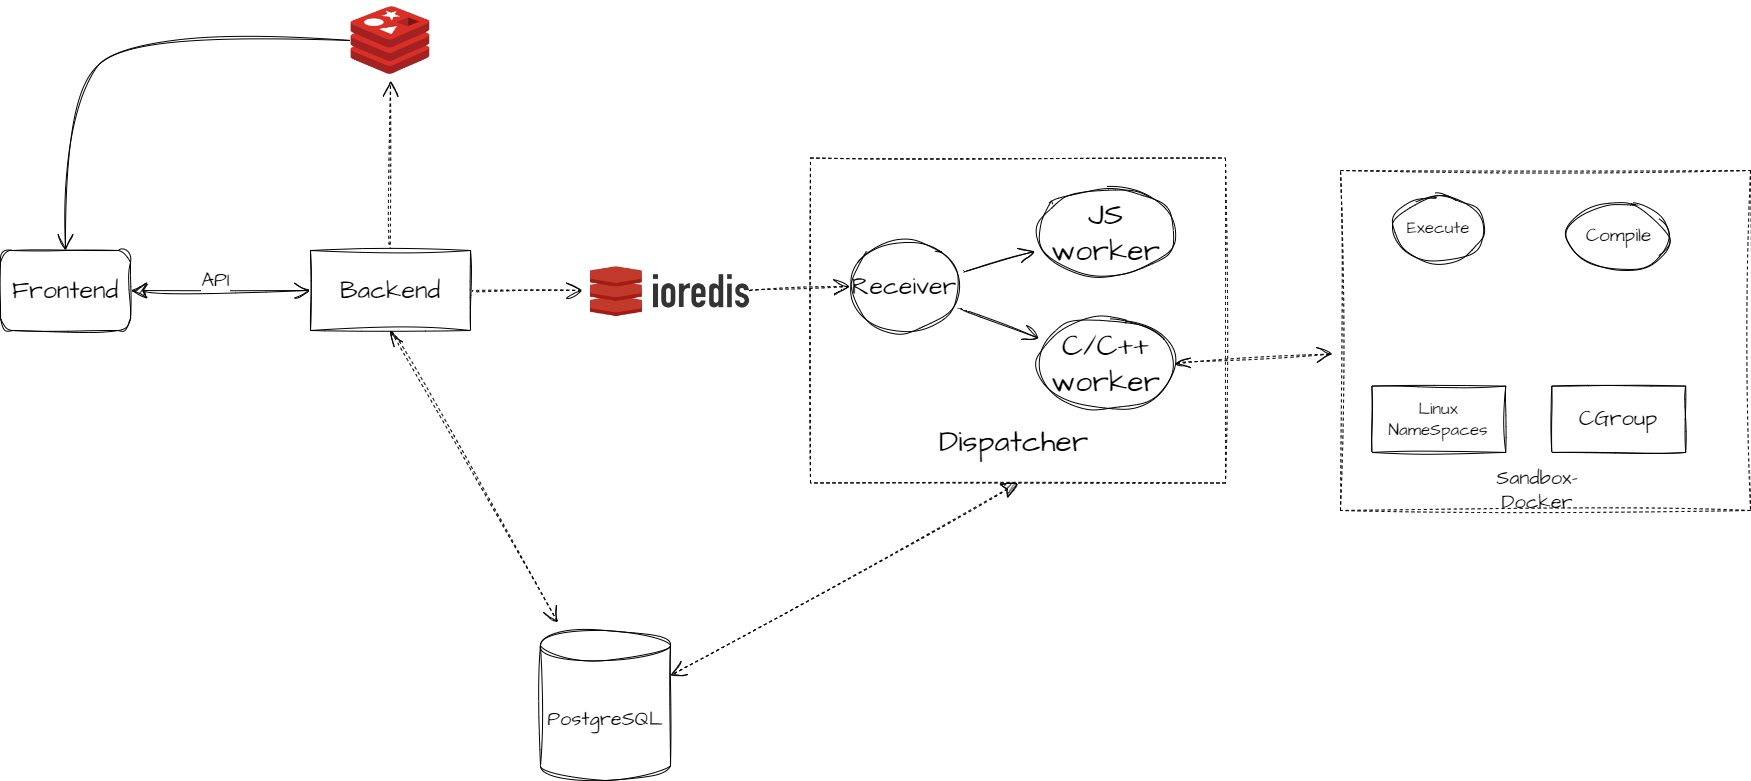 Frontend
API
Backend
ioredis
Receiver
JS
worker
C/C++
worker
Dispatcher
Execute
Compile
Linux
NameSpaces
CGroup
Sandbox-
Docker
PostgreSQL